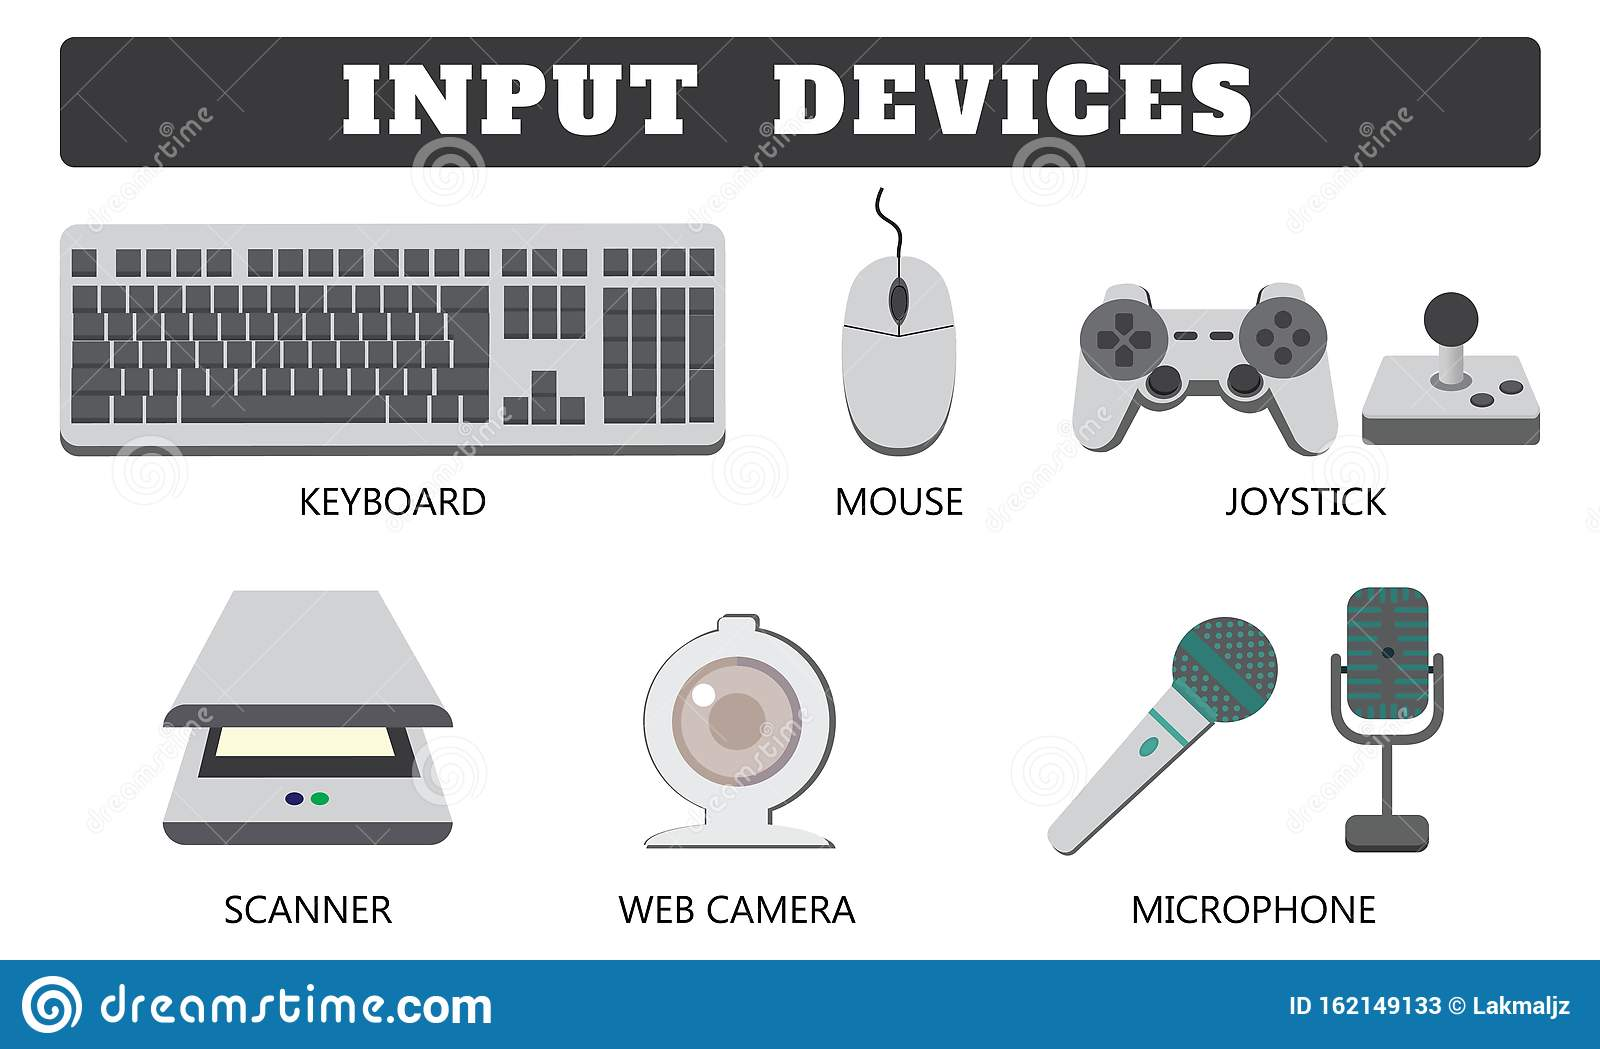 INPUT DEVICES
KEYBOARD
MOUSE
JOYSTICK
SCANNER
WEB CAMERA
MICROPHONE
dreamstime.com
ID 162149133 © Lakmaljz